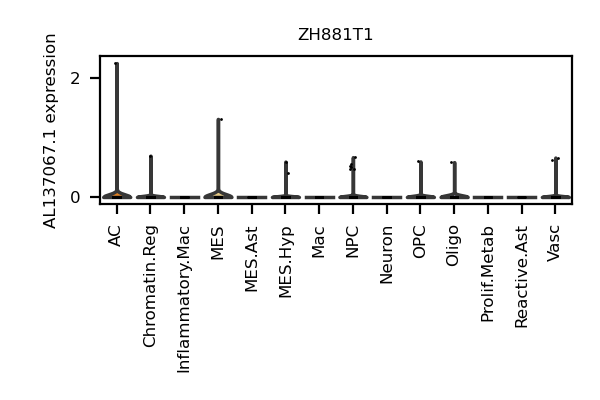 ZH881T1
AL137067.1 expression
2
0
AC
Chromatin.Reg
Inflammatory.Mac
MES
MES.Ast
MES.Hyp
Mac
NPC
Neuron
OPC
Oligo
Prolif.Metab
Reactive.Ast
Vasc